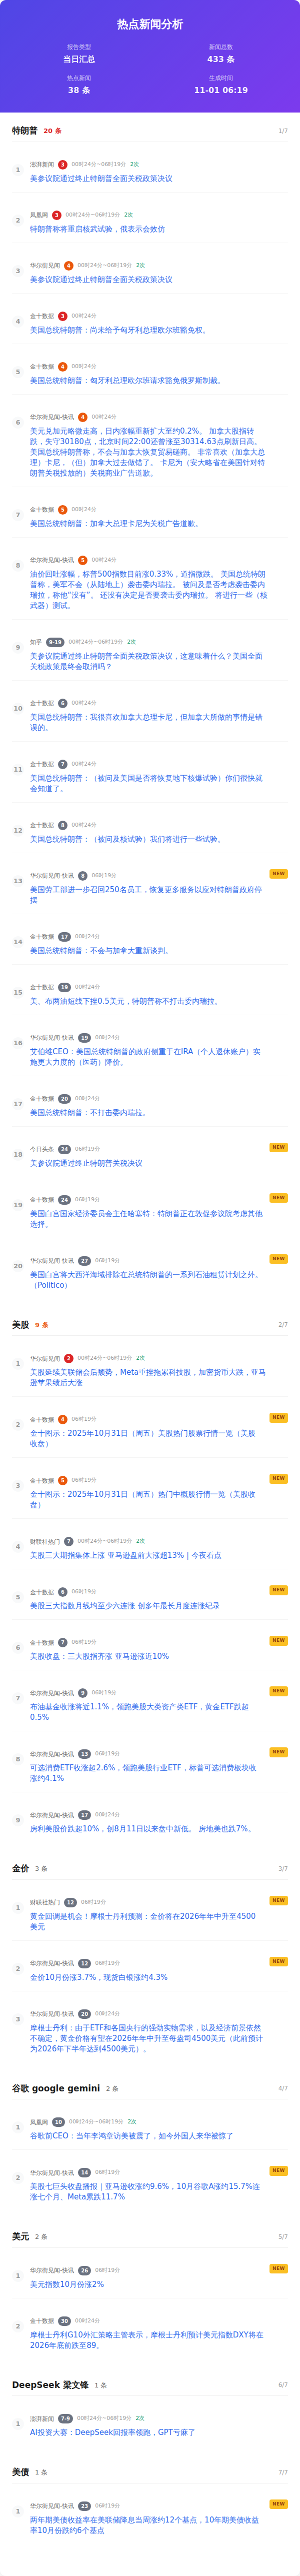 热点新闻分析
报告类型
当日汇总
新闻总数
433 条
热点新闻
38 条
生成时间
11-01 06:19
特朗普 20 条 1/7
1
澎湃新闻 3 00时24分~06时19分 2次
美参议院通过终止特朗普全面关税政策决议
2
凤凰网 3 00时24分~06时19分 2次
特朗普称将重启核武试验，俄表示会效仿
3
华尔街见闻 4 00时24分~06时19分 2次
美参议院通过终止特朗普全面关税政策决议
4
金十数据 3 00时24分
美国总统特朗普：尚未给予匈牙利总理欧尔班豁免权。
5
金十数据 4 00时24分
美国总统特朗普：匈牙利总理欧尔班请求豁免俄罗斯制裁。
6
华尔街见闻-快讯 4 00时24分
美元兑加元略微走高，日内涨幅重新扩大至约0.2%。 加拿大股指转
跌，失守30180点，北京时间22:00还曾涨至30314.63点刷新日高。
美国总统特朗普称，不会与加拿大恢复贸易磋商。 非常喜欢（加拿大总
理）卡尼，（但）加拿大过去做错了。 卡尼为（安大略省在美国针对特
朗普关税投放的）关税商业广告道歉。
7
金十数据 5 00时24分
美国总统特朗普：加拿大总理卡尼为关税广告道歉。
8
华尔街见闻-快讯 5 00时24分
油价回吐涨幅，标普500指数目前涨0.33%，道指微跌。 美国总统特朗
普称，美军不会（从陆地上）袭击委内瑞拉。 被问及是否考虑袭击委内
瑞拉，称他“没有”。 还没有决定是否要袭击委内瑞拉。 将进行一些（核
武器）测试。
9
知乎 9-19 00时24分~06时19分 2次
美参议院通过终止特朗普全面关税政策决议，这意味着什么？美国全面
关税政策最终会取消吗？
10
金十数据 6 00时24分
美国总统特朗普：我很喜欢加拿大总理卡尼，但加拿大所做的事情是错
误的。
11
金十数据 7 00时24分
美国总统特朗普：（被问及美国是否将恢复地下核爆试验）你们很快就
会知道了。
12
金十数据 8 00时24分
美国总统特朗普：（被问及核试验）我们将进行一些试验。
13
华尔街见闻-快讯 8 06时19分 NEW
美国劳工部进一步召回250名员工，恢复更多服务以应对特朗普政府停
摆
14
金十数据 17 00时24分
美国总统特朗普：不会与加拿大重新谈判。
15
金十数据 19 00时24分
美、布两油短线下挫0.5美元，特朗普称不打击委内瑞拉。
16
华尔街见闻-快讯 19 00时24分
艾伯维CEO：美国总统特朗普的政府侧重于在IRA（个人退休账户）实
施更大力度的（医药）降价。
17
金十数据 20 00时24分
美国总统特朗普：不打击委内瑞拉。
18
今日头条 24 06时19分 NEW
美参议院通过终止特朗普关税决议
19
金十数据 24 06时19分 NEW
美国白宫国家经济委员会主任哈塞特：特朗普正在敦促参议院考虑其他
选择。
20
华尔街见闻-快讯 27 06时19分 NEW
美国白宫将大西洋海域排除在总统特朗普的一系列石油租赁计划之外。
（Politico）
美股 9 条 2/7
1
华尔街见闻 2 00时24分~06时19分 2次
美股延续美联储会后颓势，Meta重挫拖累科技股，加密货币大跌，亚马
逊苹果绩后大涨
2
金十数据 4 06时19分 NEW
金十图示：2025年10月31日（周五）美股热门股票行情一览（美股
收盘）
3
金十数据 5 06时19分 NEW
金十图示：2025年10月31日（周五）热门中概股行情一览（美股收
盘）
4
财联社热门 7 00时24分~06时19分 2次
美股三大期指集体上涨 亚马逊盘前大涨超13% | 今夜看点
5
金十数据 6 06时19分 NEW
美股三大指数月线均至少六连涨 创多年最长月度连涨纪录
6
金十数据 7 06时19分 NEW
美股收盘：三大股指齐涨 亚马逊涨近10%
7
华尔街见闻-快讯 9 06时19分 NEW
布油基金收涨将近1.1%，领跑美股大类资产类ETF，黄金ETF跌超
0.5%
8
华尔街见闻-快讯 13 06时19分 NEW
可选消费ETF收涨超2.6%，领跑美股行业ETF，标普可选消费板块收
涨约4.1%
9
华尔街见闻-快讯 17 00时24分
房利美股价跌超10%，创8月11日以来盘中新低。 房地美也跌7%。
金价 3 条 3/7
1
财联社热门 12 06时19分 NEW
黄金回调是机会！摩根士丹利预测：金价将在2026年年中升至4500
美元
2
华尔街见闻-快讯 12 06时19分 NEW
金价10月份涨3.7%，现货白银涨约4.3%
3
华尔街见闻-快讯 20 00时24分
摩根士丹利：由于ETF和各国央行的强劲实物需求，以及经济前景依然
不确定，黄金价格有望在2026年年中升至每盎司4500美元（此前预计
为2026年下半年达到4500美元）。
谷歌 google gemini 2 条 4/7
1
凤凰网 10 00时24分~06时19分 2次
谷歌前CEO：当年李鸿章访美被震了，如今外国人来华被惊了
2
华尔街见闻-快讯 14 06时19分 NEW
美股七巨头收盘播报｜亚马逊收涨约9.6%，10月谷歌A涨约15.7%连
涨七个月、Meta累跌11.7%
美元 2 条 5/7
1
华尔街见闻-快讯 26 06时19分 NEW
美元指数10月份涨2%
2
金十数据 30 00时24分
摩根士丹利G10外汇策略主管表示，摩根士丹利预计美元指数DXY将在
2026年底前跌至89。
DeepSeek 梁文锋 1 条 6/7
1
澎湃新闻 7-9 00时24分~06时19分 2次
AI投资大赛：DeepSeek回报率领跑，GPT亏麻了
美债 1 条 7/7
1
华尔街见闻-快讯 23 06时19分 NEW
两年期美债收益率在美联储降息当周涨约12个基点，10年期美债收益
率10月份跌约6个基点